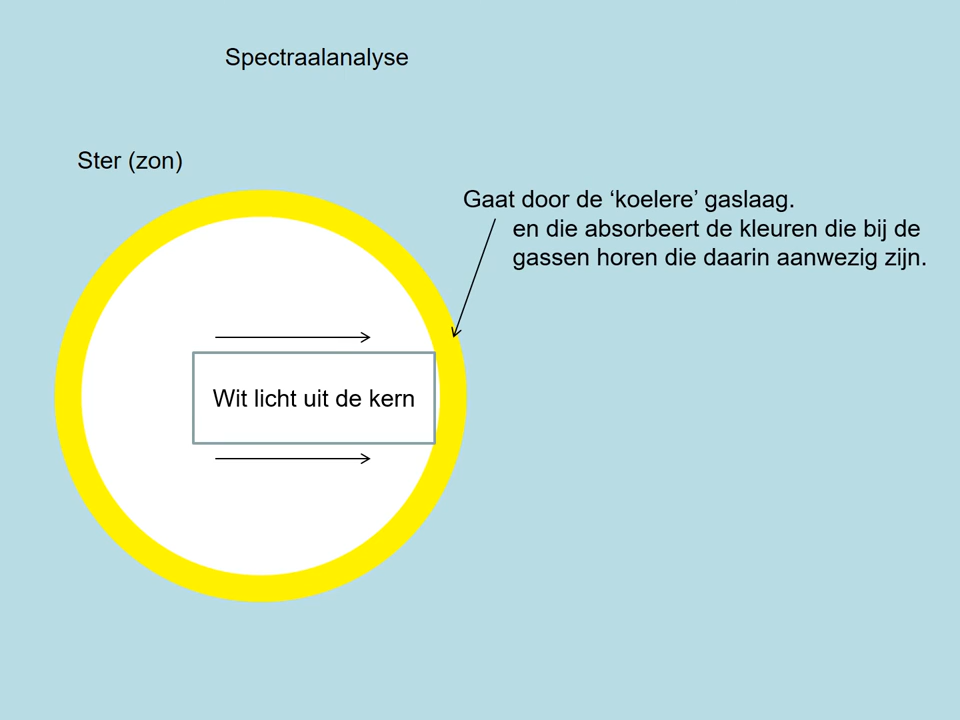 Spectraalanalyse
Ster (zon)
Gaat door de ‘koelere’ gaslaag.
en die absorbeert de kleuren die bij de
gassen horen die daarin aanwezig zijn.
Wit licht uit de kern